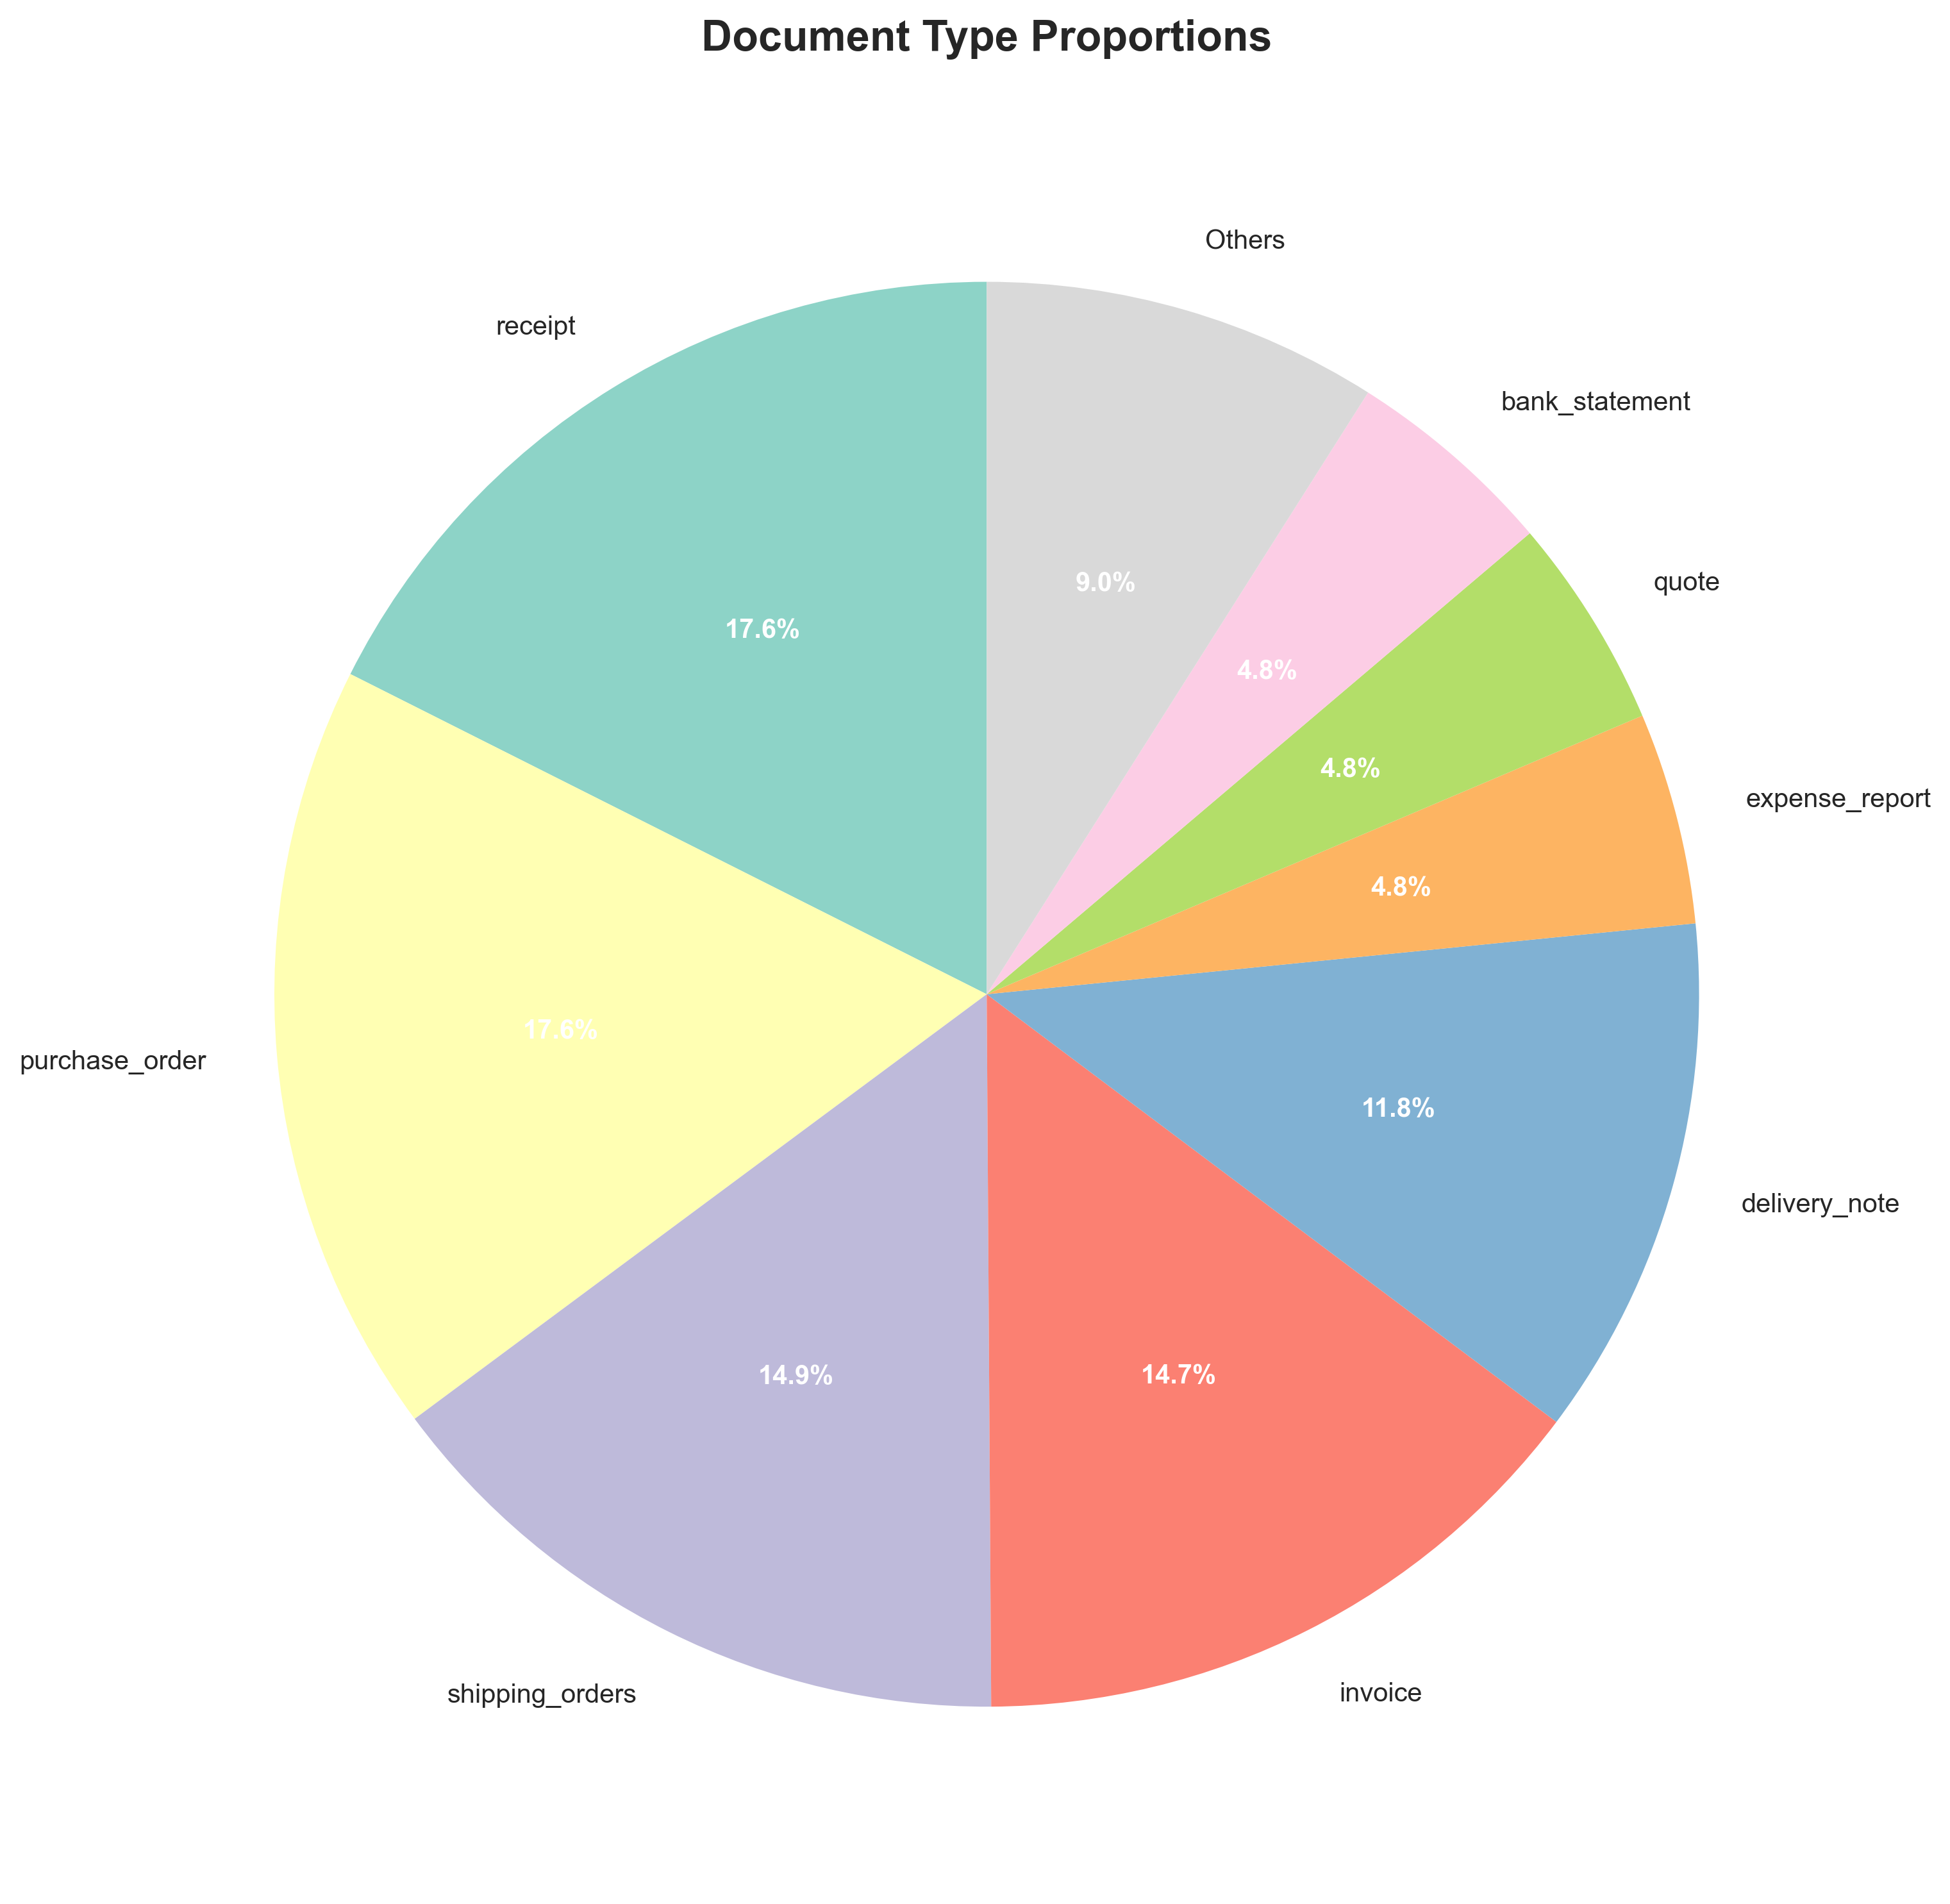 Document Type Proportions
Others
receipt
bank_statement
quote
9.0%
17.6%
4.8%
4.8%
expense_report
4.8%
17.6%
purchase_order
11.8%
delivery_note
14.9%
14.7%
shipping_orders
invoice